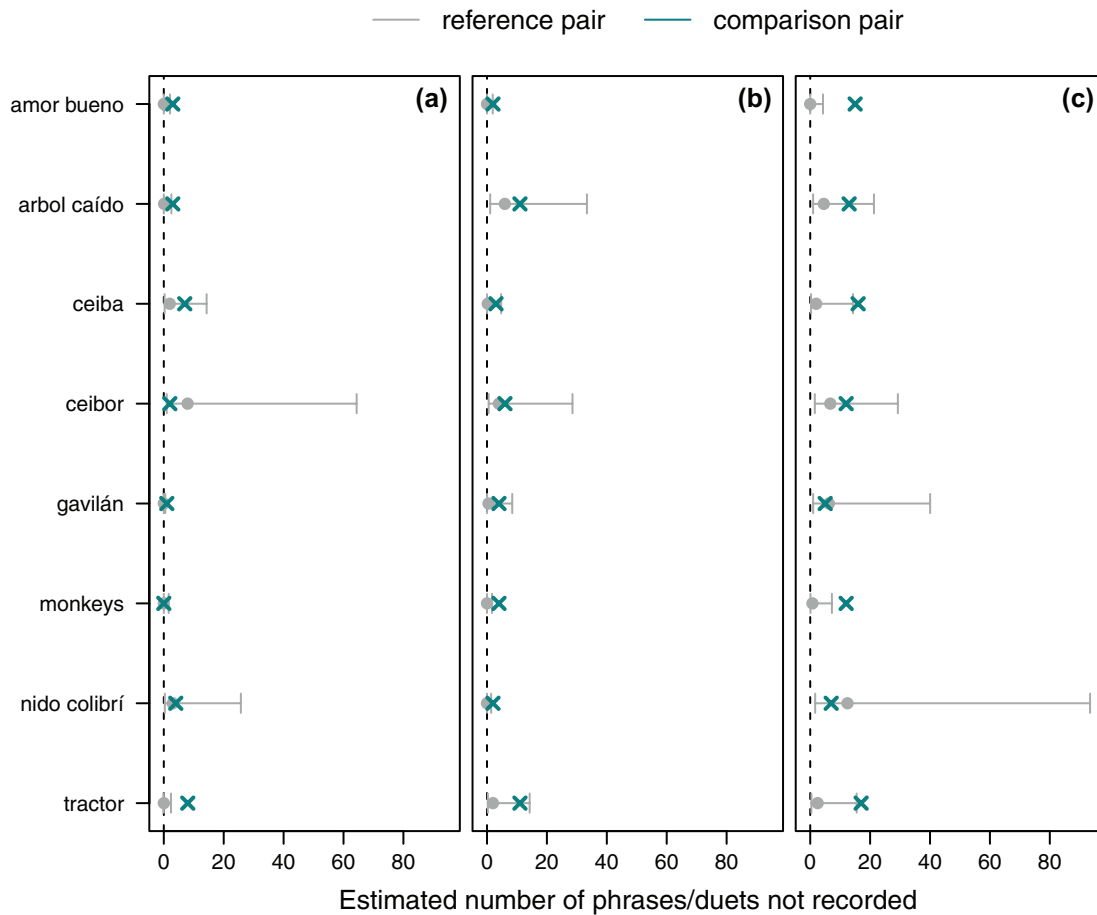 reference pair comparison pair
(a) (b) (c)
amor bueno
arbol caído
ceiba
ceibor
gavilán
monkeys
nido colibrí
tractor
0 20 40 60 80 0 20 40 60 80 0 20 40 60 80
Estimated number of phrases/duets not recorded